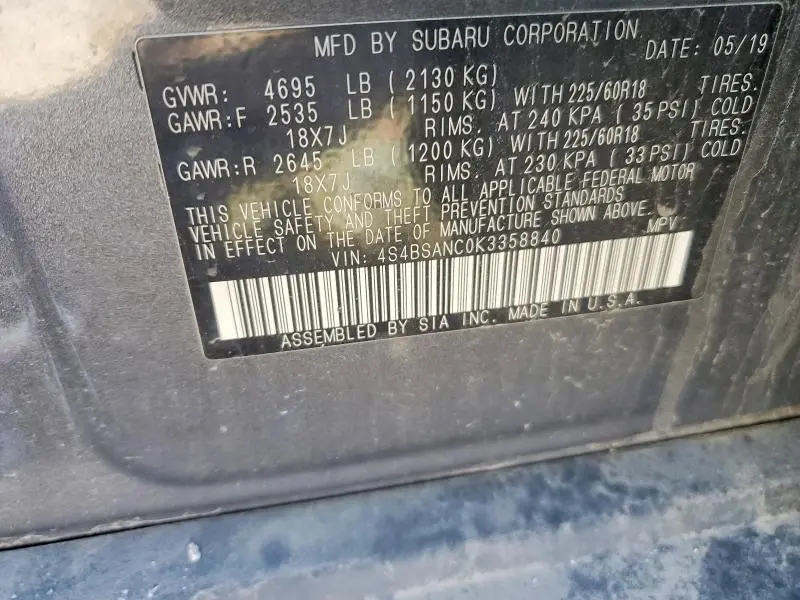 MFD BY SUBARU CORPORATION DATE: 05/19
GVWR: 4695 LB (2130 KG)
GAWR:F 2535 LB (1150 KG) WITH 225/60R18 TIRES.
18X7J RIMS. AT 240 KPA (35 PSI) COLD
GAWR:R 2645 LB (1200 KG) WITH 225/60R18 TIRES.
18X7J RIMS. AT 230 KPA (33 PSI) COLD
THIS VEHICLE CONFORMS TO ALL APPLICABLE FEDERAL MOTOR
VEHICLE SAFETY AND THEFT PREVENTION STANDARDS
IN EFFECT ON THE DATE OF MANUFACTURE SHOWN ABOVE.
VIN: 4S4BSANC0K3358840 MPV
ASSEMBLED BY SIA INC. MADE IN U.S.A.